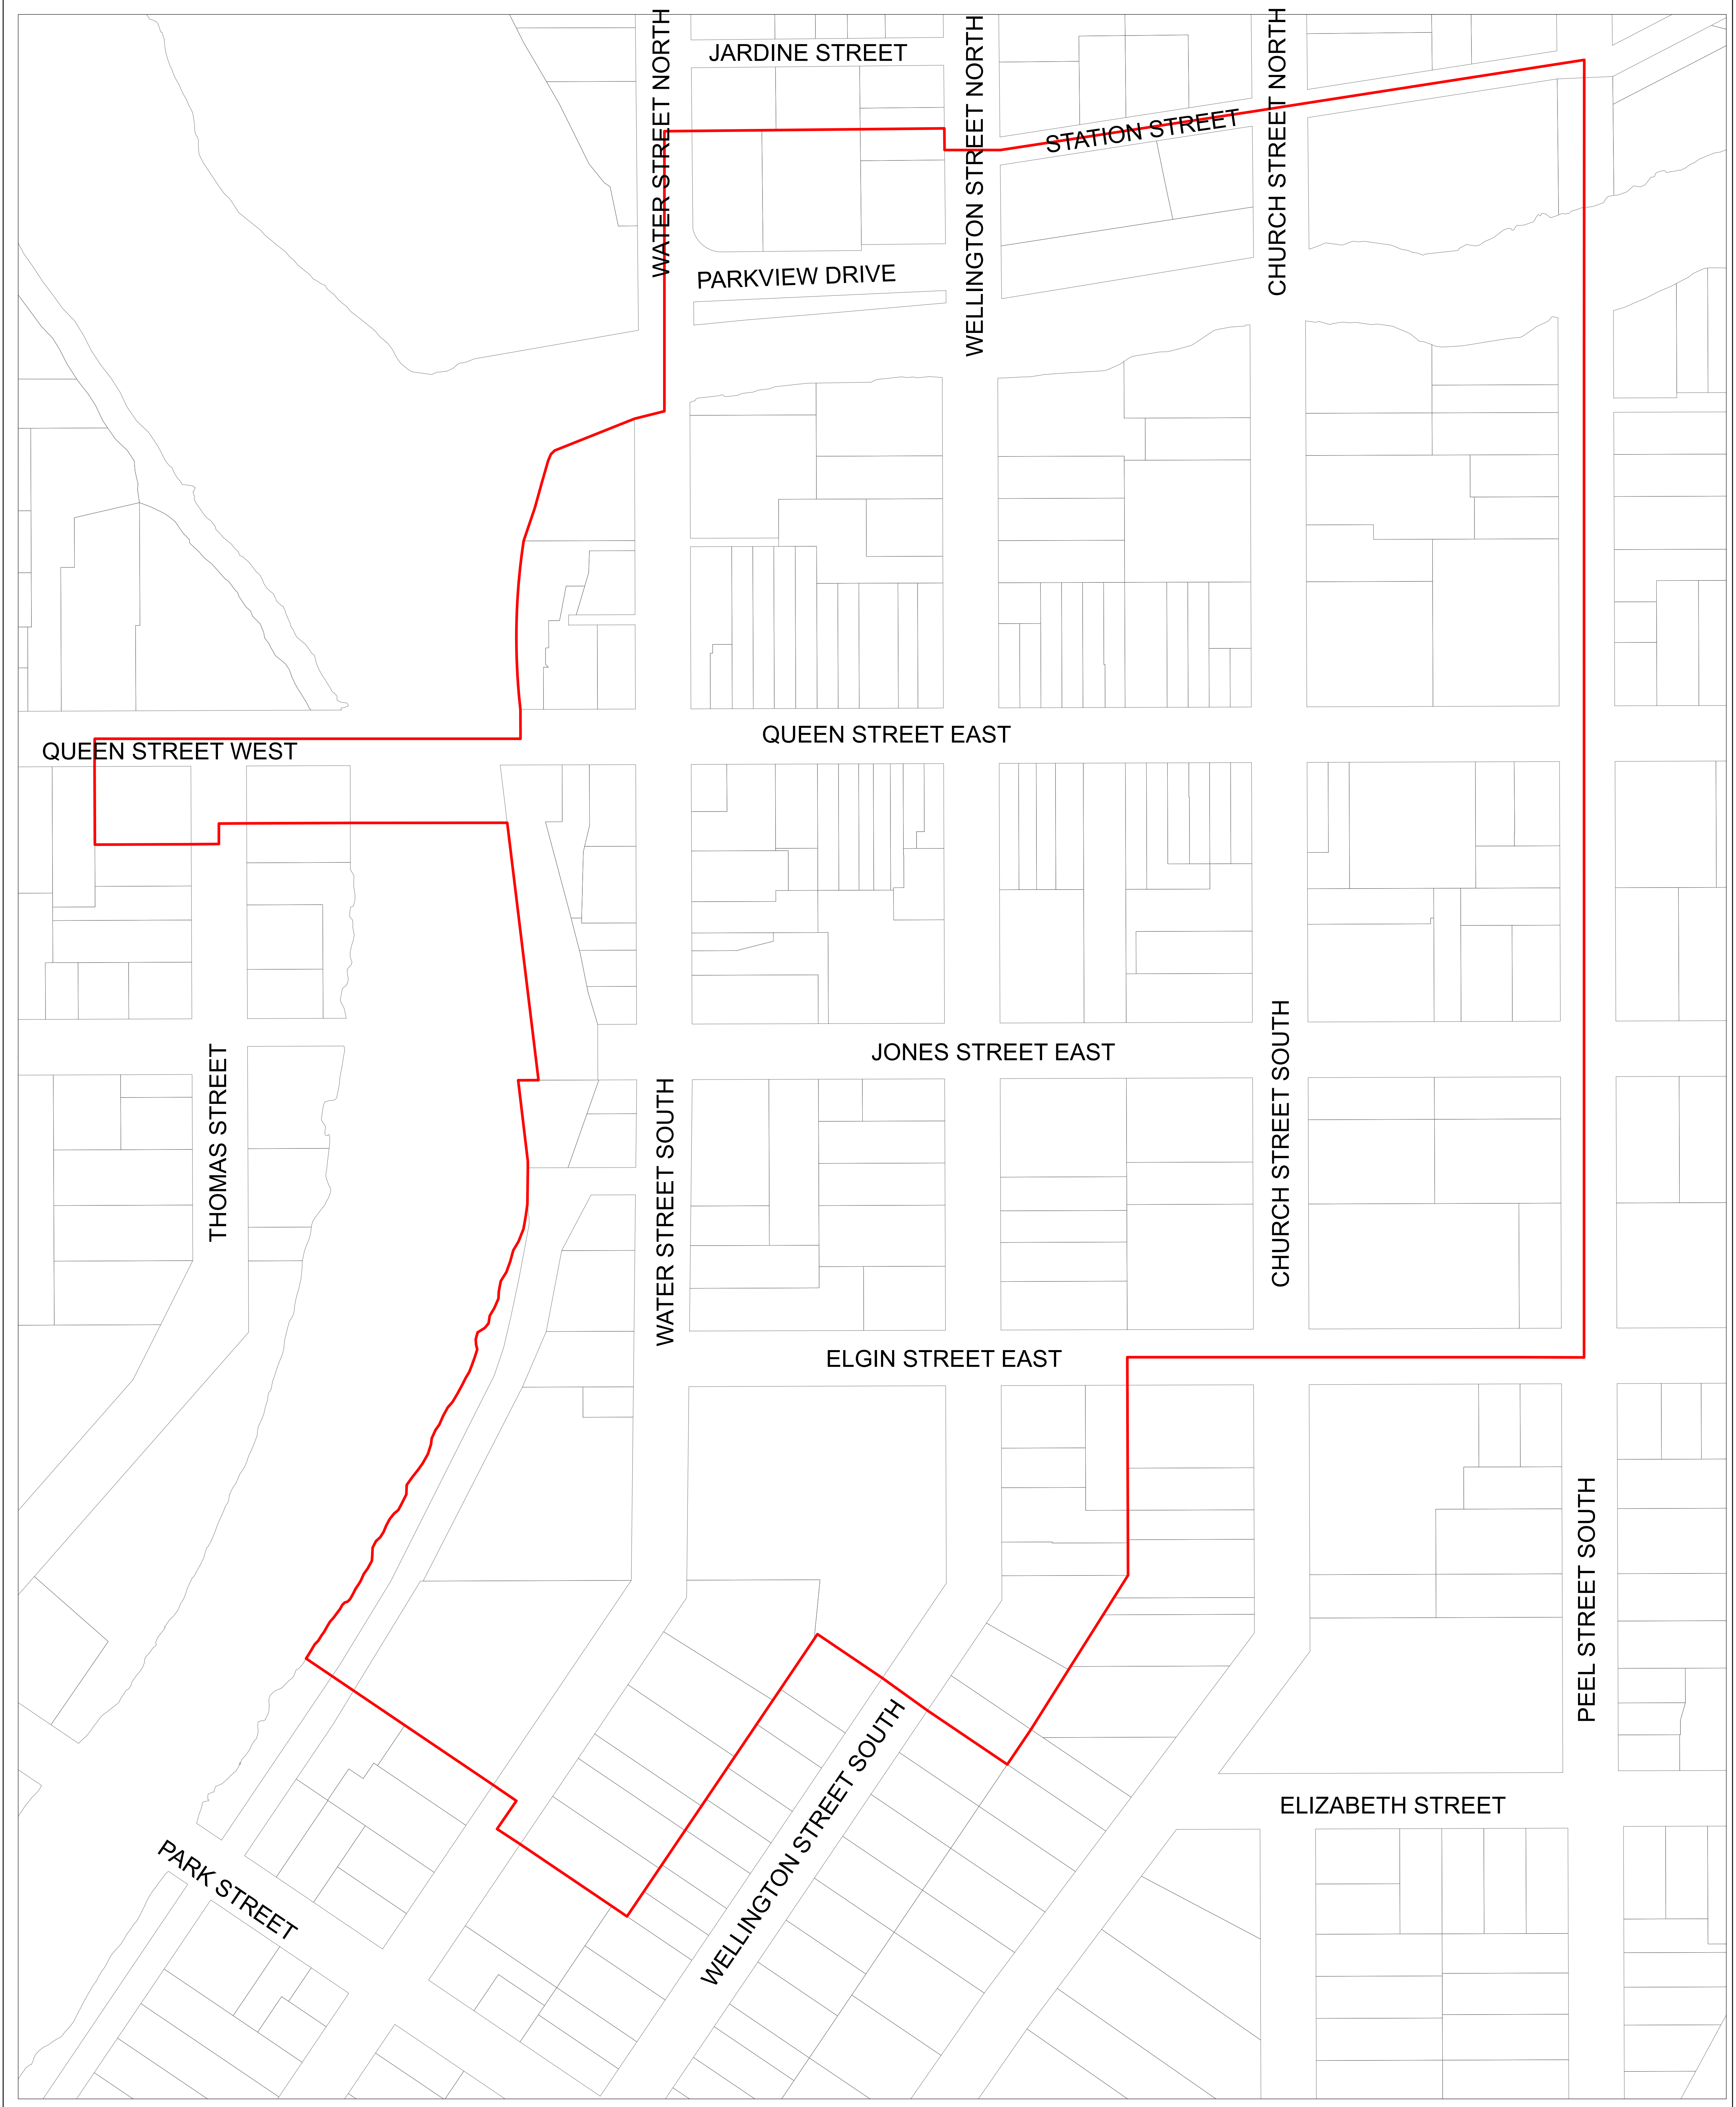 JARDINE STREET
WATER STREET NORTH
WELLINGTON STREET NORTH
CHURCH STREET NORTH
STATION STREET
PARKVIEW DRIVE
QUEEN STREET WEST
QUEEN STREET EAST
JONES STREET EAST
THOMAS STREET
WATER STREET SOUTH
CHURCH STREET SOUTH
ELGIN STREET EAST
PEEL STREET SOUTH
WELLINGTON STREET SOUTH
ELIZABETH STREET
PARK STREET